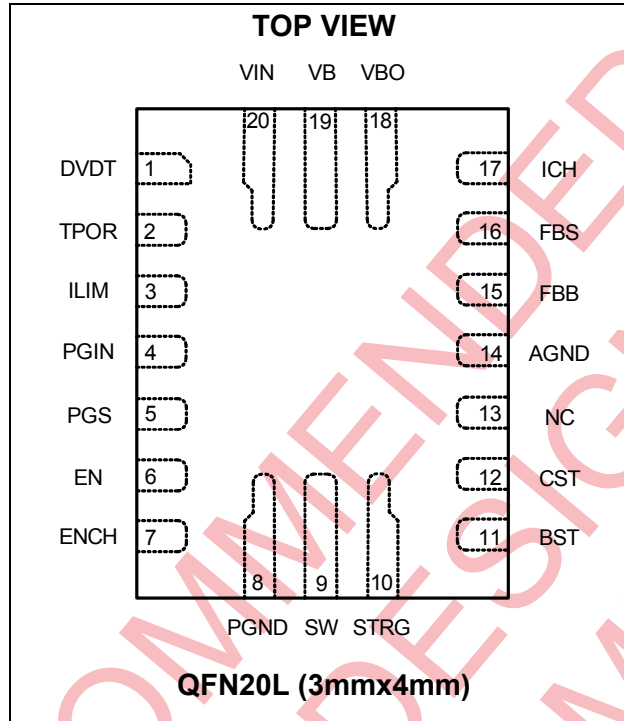 TOP VIEW
VIN VB VBO
20 19 18
DVDT 1 17 ICH
TPOR 2 16 FBS
ILIM 3 15 FBB
PGIN 4 14 AGND
PGS 5 13 NC
EN 6 12 CST
ENCH 7 11 BST
8 9 10
PGND SW STRG
QFN20L (3mmx4mm)